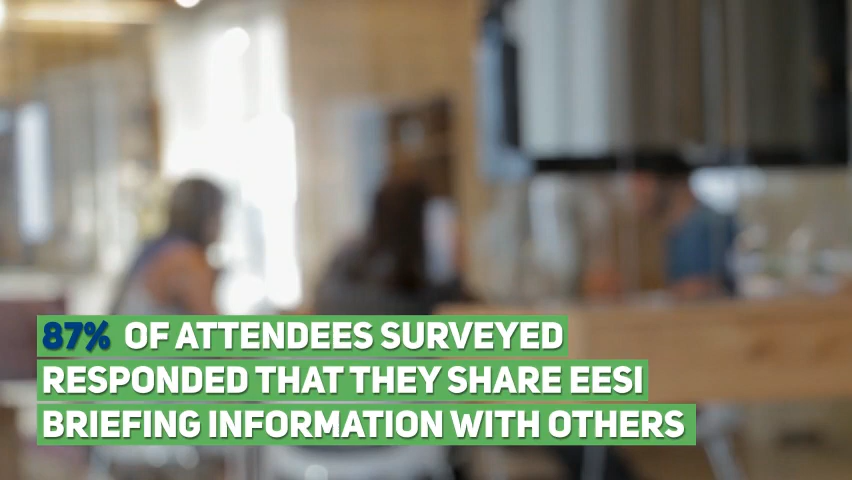 87% OF ATTENDEES SURVEYED
RESPONDED THAT THEY SHARE EESI
BRIEFING INFORMATION WITH OTHERS